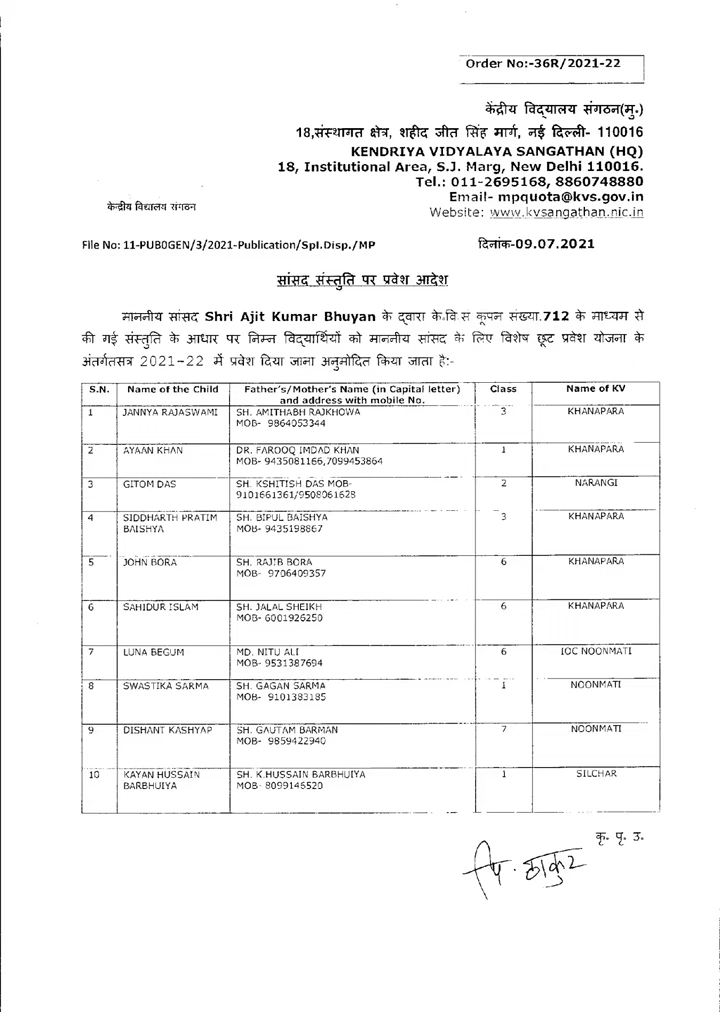 Order No:-36R/2021-22
केंद्रीय विद्यालय संगठन(मु.)
18,संस्थागत क्षेत्र, शहीद जीत सिंह मार्ग, नई दिल्ली- 110016
KENDRIYA VIDYALAYA SANGATHAN (HQ)
18, Institutional Area, S.J. Marg, New Delhi 110016.
Tel.: 011-2695168, 8860748880
Email- mpquota@kvs.gov.in
केन्द्रीय विद्यालय संगठन
Website: www.kvsangathan.nic.in
File No: 11-PUB0GEN/3/2021-Publication/Spl.Disp./MP दिनांक-09.07.2021
सांसद संस्तुति पर प्रवेश आदेश
माननीय सांसद Shri Ajit Kumar Bhuyan के द्वारा के.वि.स कूपन संख्या.712 के माध्यम से
की गई संस्तुति के आधार पर निम्न विद्यार्थियों को माननीय सांसद के लिए विशेष छूट प्रवेश योजना के
अंतर्गतसत्र 2021-22 में प्रवेश दिया जाना अनुमोदित किया जाता है:-
S.N. Name of the Child Father's/Mother's Name (in Capital letter) Class Name of KV
and address with mobile No.
1 JANNYA RAJASWAMI SH. AMITHABH RAJKHOWA 3 KHANAPARA
MOB- 9864053344
2 AYAAN KHAN DR. FAROOQ IMDAD KHAN 1 KHANAPARA
MOB- 9435081166,7099453864
3 GITOM DAS SH. KSHITISH DAS MOB- 2 NARANGI
9101661361/9508061628
4 SIDDHARTH PRATIM SH. BIPUL BAISHYA 3 KHANAPARA
BAISHYA MOB- 9435198867
5 JOHN BORA SH. RAJIB BORA 6 KHANAPARA
MOB- 9706409357
6 SAHIDUR ISLAM SH. JALAL SHEIKH 6 KHANAPARA
MOB- 6001926250
7 LUNA BEGUM MD. NITU ALI 6 IOC NOONMATI
MOB- 9531387694
8 SWASTIKA SARMA SH. GAGAN SARMA 1 NOONMATI
MOB- 9101383185
9 DISHANT KASHYAP SH. GAUTAM BARMAN 7 NOONMATI
MOB- 9859422940
10 KAYAN HUSSAIN SH. K.HUSSAIN BARBHUIYA 1 SILCHAR
BARBHUIYA MOB- 8099146520
कृ. पृ. उ.
पि. ठाकुर